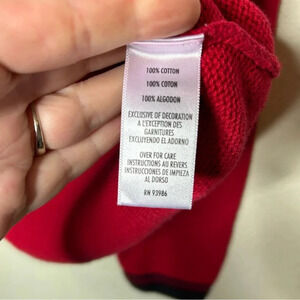 100% COTTON
100% COTON
100% ALGODON
EXCLUSIVE OF DECORATION
A L'EXCEPTION DES
GARNITURES
EXCLUYENDO EL ADORNO
OVER FOR CARE
INSTRUCTIONS AU REVERS
INSTRUCCIONES DE LIMPIEZA
AL DORSO
RN 93986